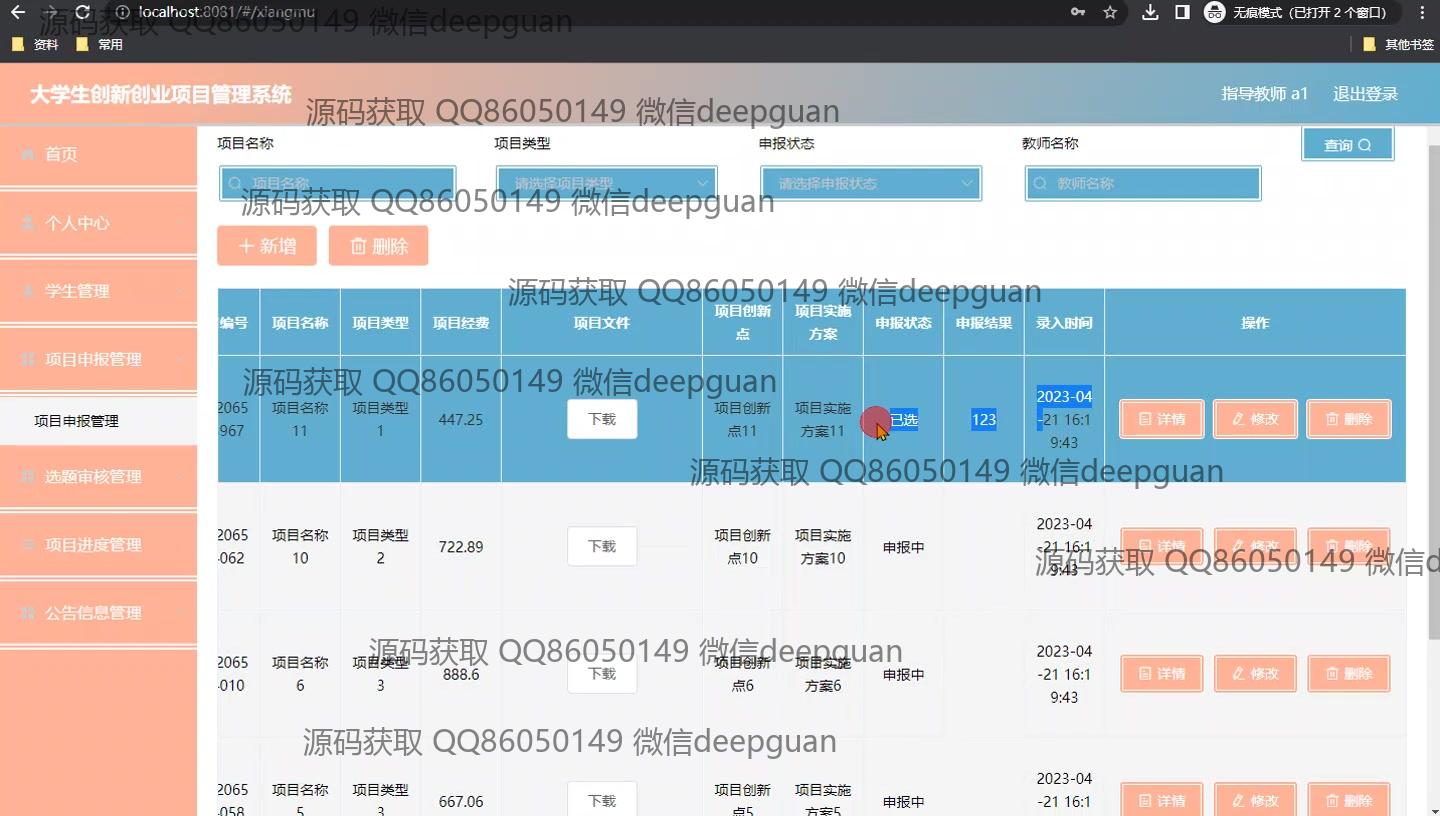 localhost:8081/#/xiangmu
无痕模式（已打开 2 个窗口）
资料
常用
其他书签
大学生创新创业项目管理系统
指导教师 a1
退出登录
源码获取 QQ86050149 微信deepguan
源码获取 QQ86050149 微信deepguan
首页
个人中心
学生管理
项目申报管理
项目申报管理
选题审核管理
项目进度管理
公告信息管理
项目名称
项目类型
申报状态
教师名称
查询
项目名称
请选择项目类型
请选择申报状态
教师名称
源码获取 QQ86050149 微信deepguan
新增
删除
源码获取 QQ86050149 微信deepguan
编号
项目名称
项目类型
项目经费
项目文件
项目创新
点
项目实施
方案
申报状态
申报结果
录入时间
操作
源码获取 QQ86050149 微信deepguan
2065
967
项目名称
11
项目类型
1
447.25
下载
项目创新
点11
项目实施
方案11
已选
123
2023-04
-21 16:1
9:43
详情
修改
删除
源码获取 QQ86050149 微信deepguan
2065
062
项目名称
10
项目类型
2
722.89
下载
项目创新
点10
项目实施
方案10
申报中
2023-04
-21 16:1
9:43
详情
修改
删除
源码获取 QQ86050149 微信d
源码获取 QQ86050149 微信deepguan
2065
010
项目名称
6
项目类型
3
888.6
下载
项目创新
点6
项目实施
方案6
申报中
2023-04
-21 16:1
9:43
详情
修改
删除
源码获取 QQ86050149 微信deepguan
2065
058
项目名称
5
项目类型
3
667.06
下载
项目创新
点5
项目实施
方案5
申报中
2023-04
-21 16:1
详情
修改
删除